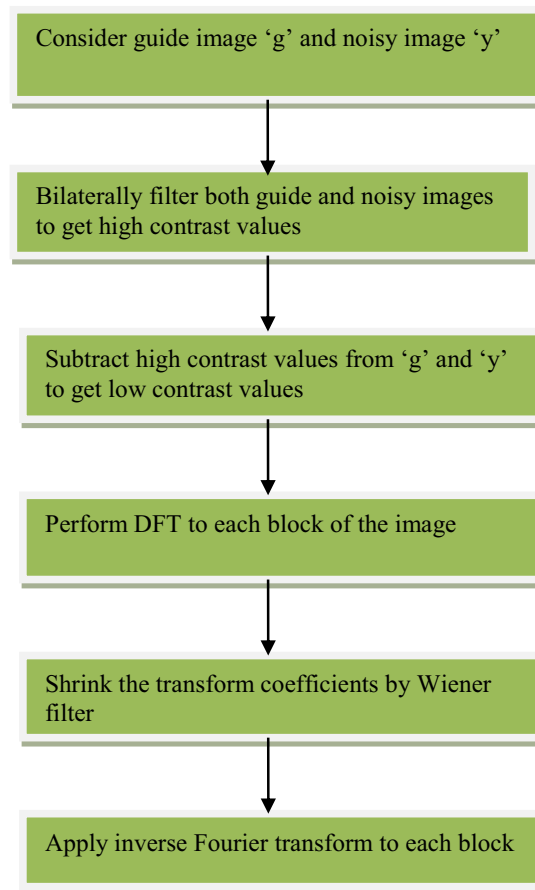 Consider guide image ‘g’ and noisy image ‘y’
Bilaterally filter both guide and noisy images
to get high contrast values
Subtract high contrast values from ‘g’ and ‘y’
to get low contrast values
Perform DFT to each block of the image
Shrink the transform coefficients by Wiener
filter
Apply inverse Fourier transform to each block